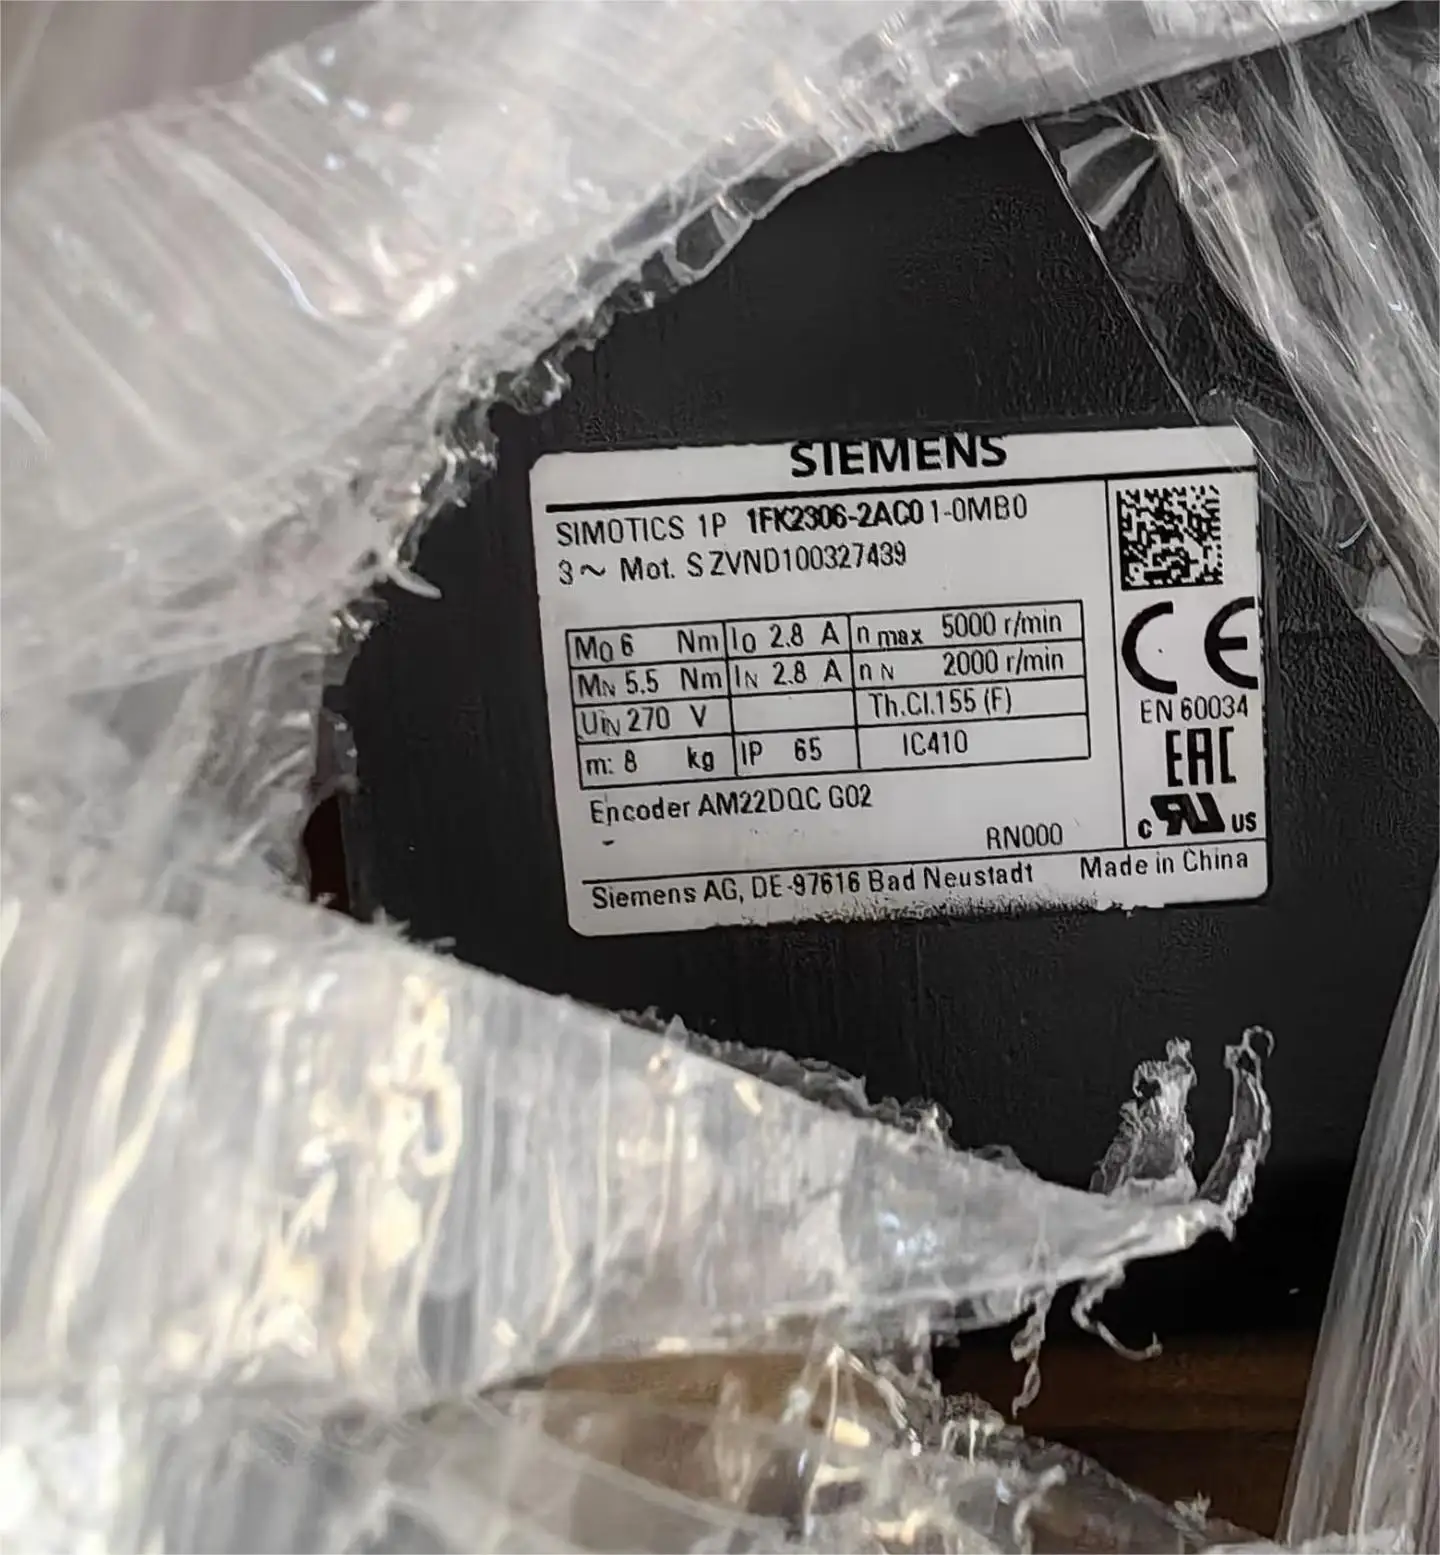 SIEMENS
SIMOTICS 1P 1FK2306-2AC01-0MB0
3~ Mot. S ZVND100327439
M0 6 Nm I0 2.8 A n max 5000 r/min
MN 5.5 Nm IN 2.8 A n N 2000 r/min
UIN 270 V Th.Cl.155 (F)
m: 8 kg IP 65 IC410
Encoder AM22DQC G02
-
RN000
Siemens AG, DE-97616 Bad Neustadt Made in China
CE
EN 60034
EAC
c RU US